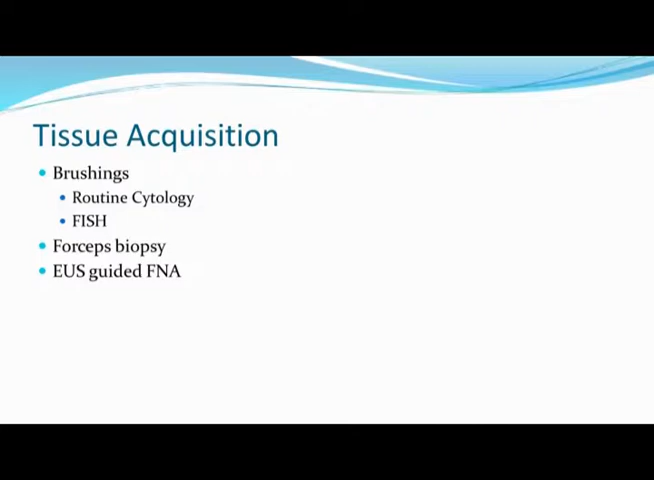 Tissue Acquisition
Brushings
Routine Cytology
FISH
Forceps biopsy
EUS guided FNA